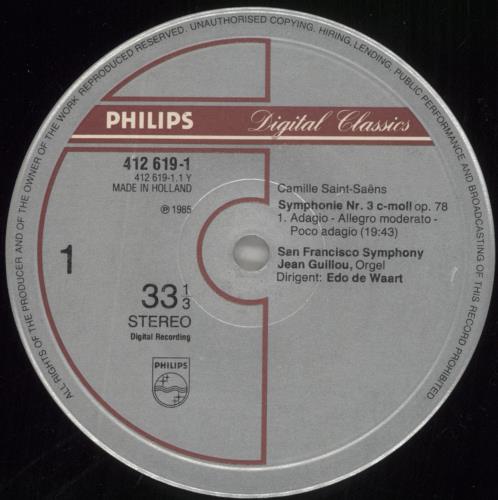 ALL RIGHTS OF THE PRODUCER AND OF THE OWNER OF THE WORK REPRODUCED RESERVED. UNAUTHORISED COPYING, HIRING, LENDING, PUBLIC PERFORMANCE AND BROADCASTING OF THIS RECORD PROHIBITED
PHILIPS Digital Classics
412 619-1
412 619-1.1 Y
MADE IN HOLLAND
℗ 1985
1
33 1/3
STEREO
Digital Recording
PHILIPS
Camille Saint-Saëns
Symphonie Nr. 3 c-moll op. 78
1. Adagio - Allegro moderato -
Poco adagio (19:43)
San Francisco Symphony
Jean Guillou, Orgel
Dirigent: Edo de Waart